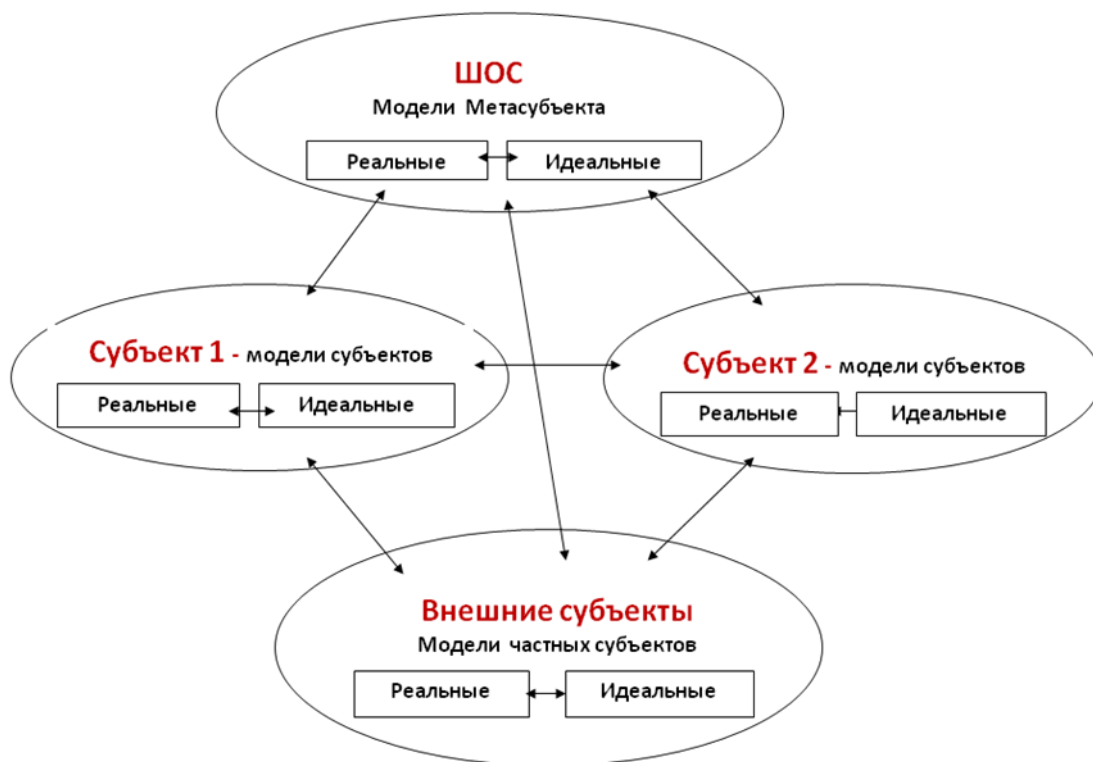 ШОС
Модели Метасубъекта
Реальные
Идеальные
Субъект 1 - модели субъектов
Реальные
Идеальные
Субъект 2 - модели субъектов
Реальные
Идеальные
Внешние субъекты
Модели частных субъектов
Реальные
Идеальные